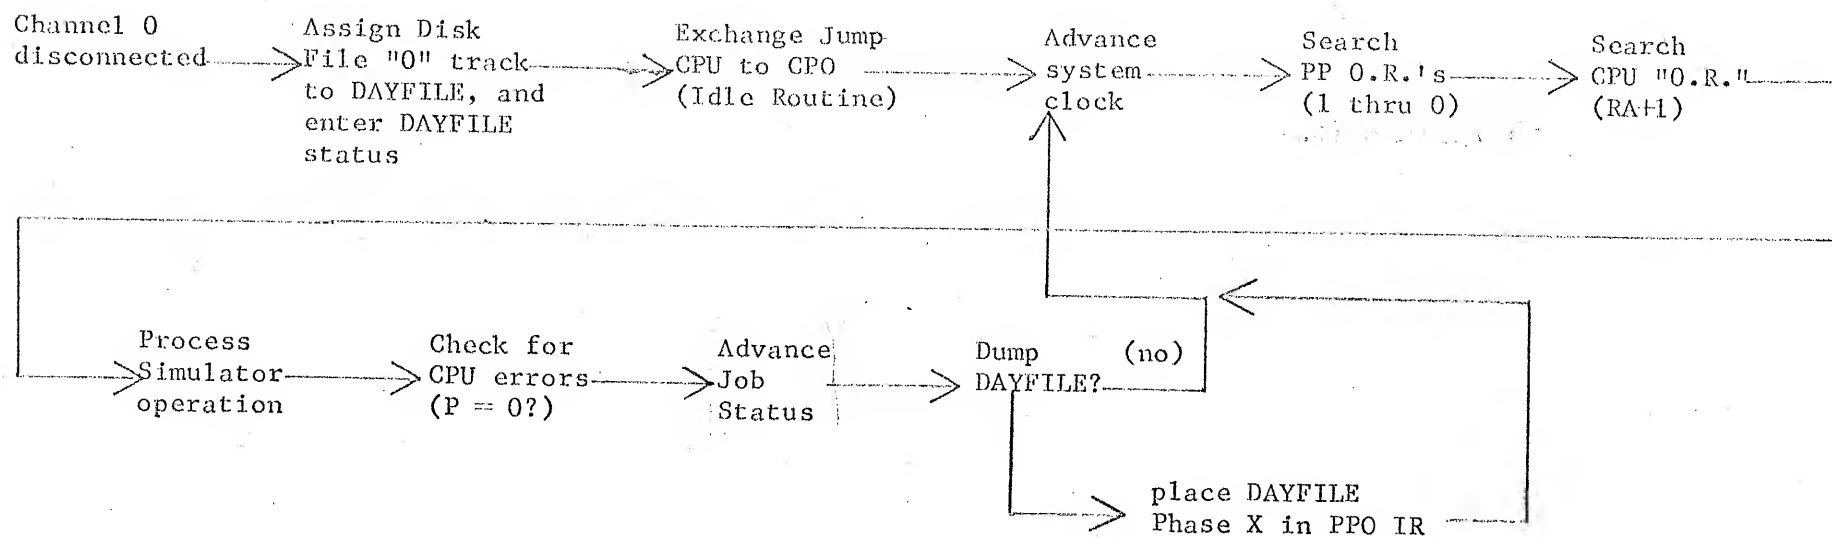 Channel 0
disconnected
Assign Disk
File "0" track
to DAYFILE, and
enter DAYFILE
status
Exchange Jump
CPU to CPO
(Idle Routine)
Advance
system
clock
Search
PP O.R.'s
(1 thru 0)
Search
CPU "O.R."
(RA+1)
Process
Simulator
operation
Check for
CPU errors
(P = 0?)
Advance
Job
Status
Dump (no)
DAYFILE?
place DAYFILE
Phase X in PPO IR